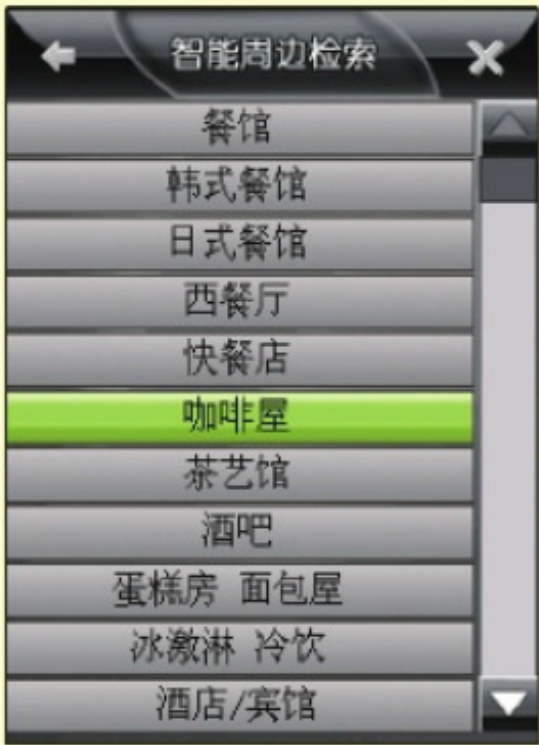 智能周边检索
餐馆
韩式餐馆
日式餐馆
西餐厅
快餐店
咖啡屋
茶艺馆
酒吧
蛋糕房 面包屋
冰激淋 冷饮
酒店/宾馆